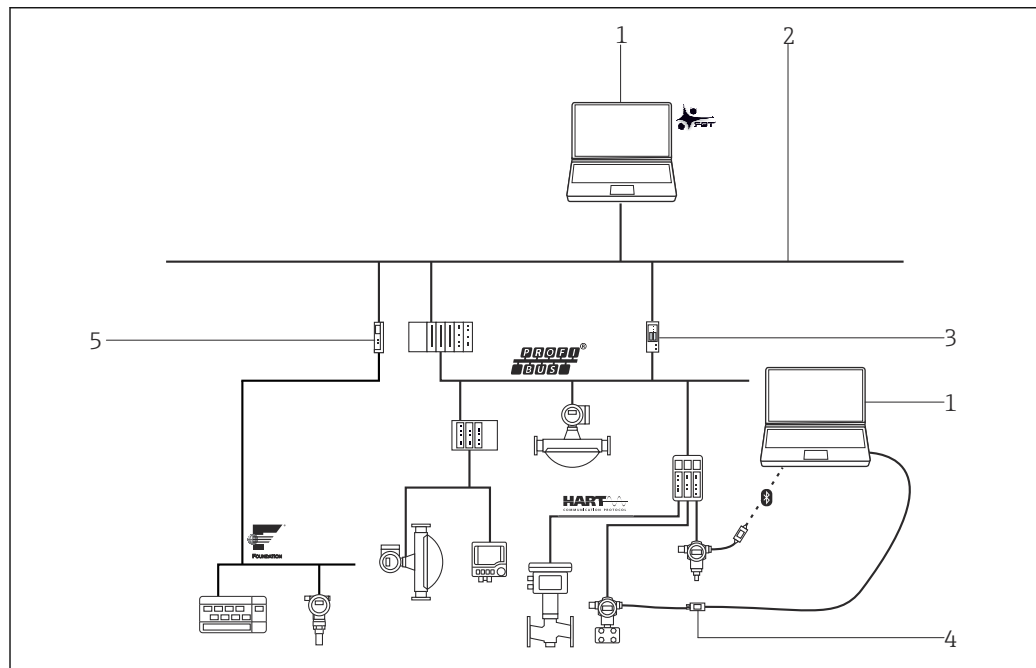 1
2
FDT
5
3
PROFI®
BUS
1
HART
COMMUNICATION PROTOCOL
FOUNDATION
4